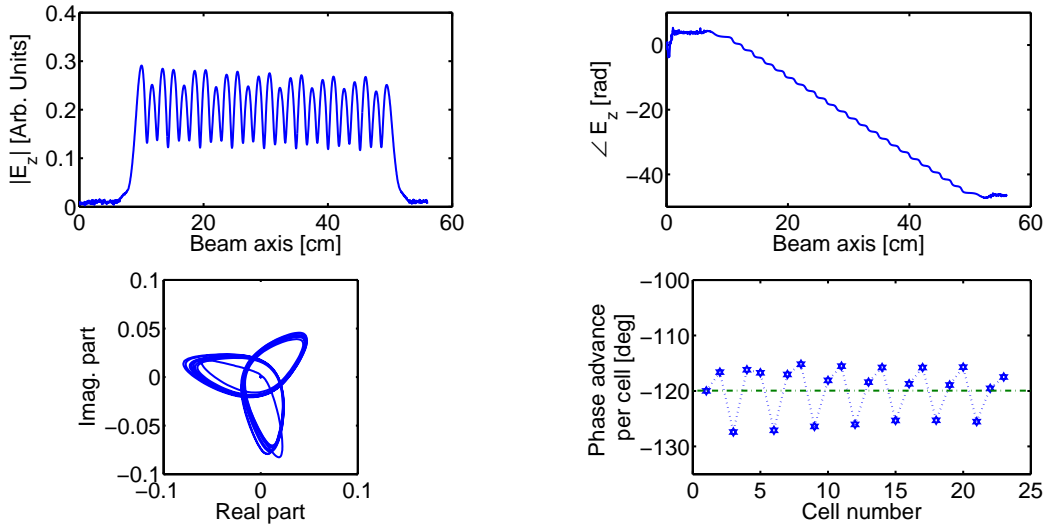 0.4
0.3
0.2
0.1
0
0 20 40 60
|E_z| [Arb. Units]
Beam axis [cm]
0
−20
−40
0 20 40 60
∠ E_z [rad]
Beam axis [cm]
0.1
0.05
0
−0.05
−0.1
−0.1 0 0.1
Imag. part
Real part
−100
−110
−120
−130
0 5 10 15 20 25
Phase advance
per cell [deg]
Cell number